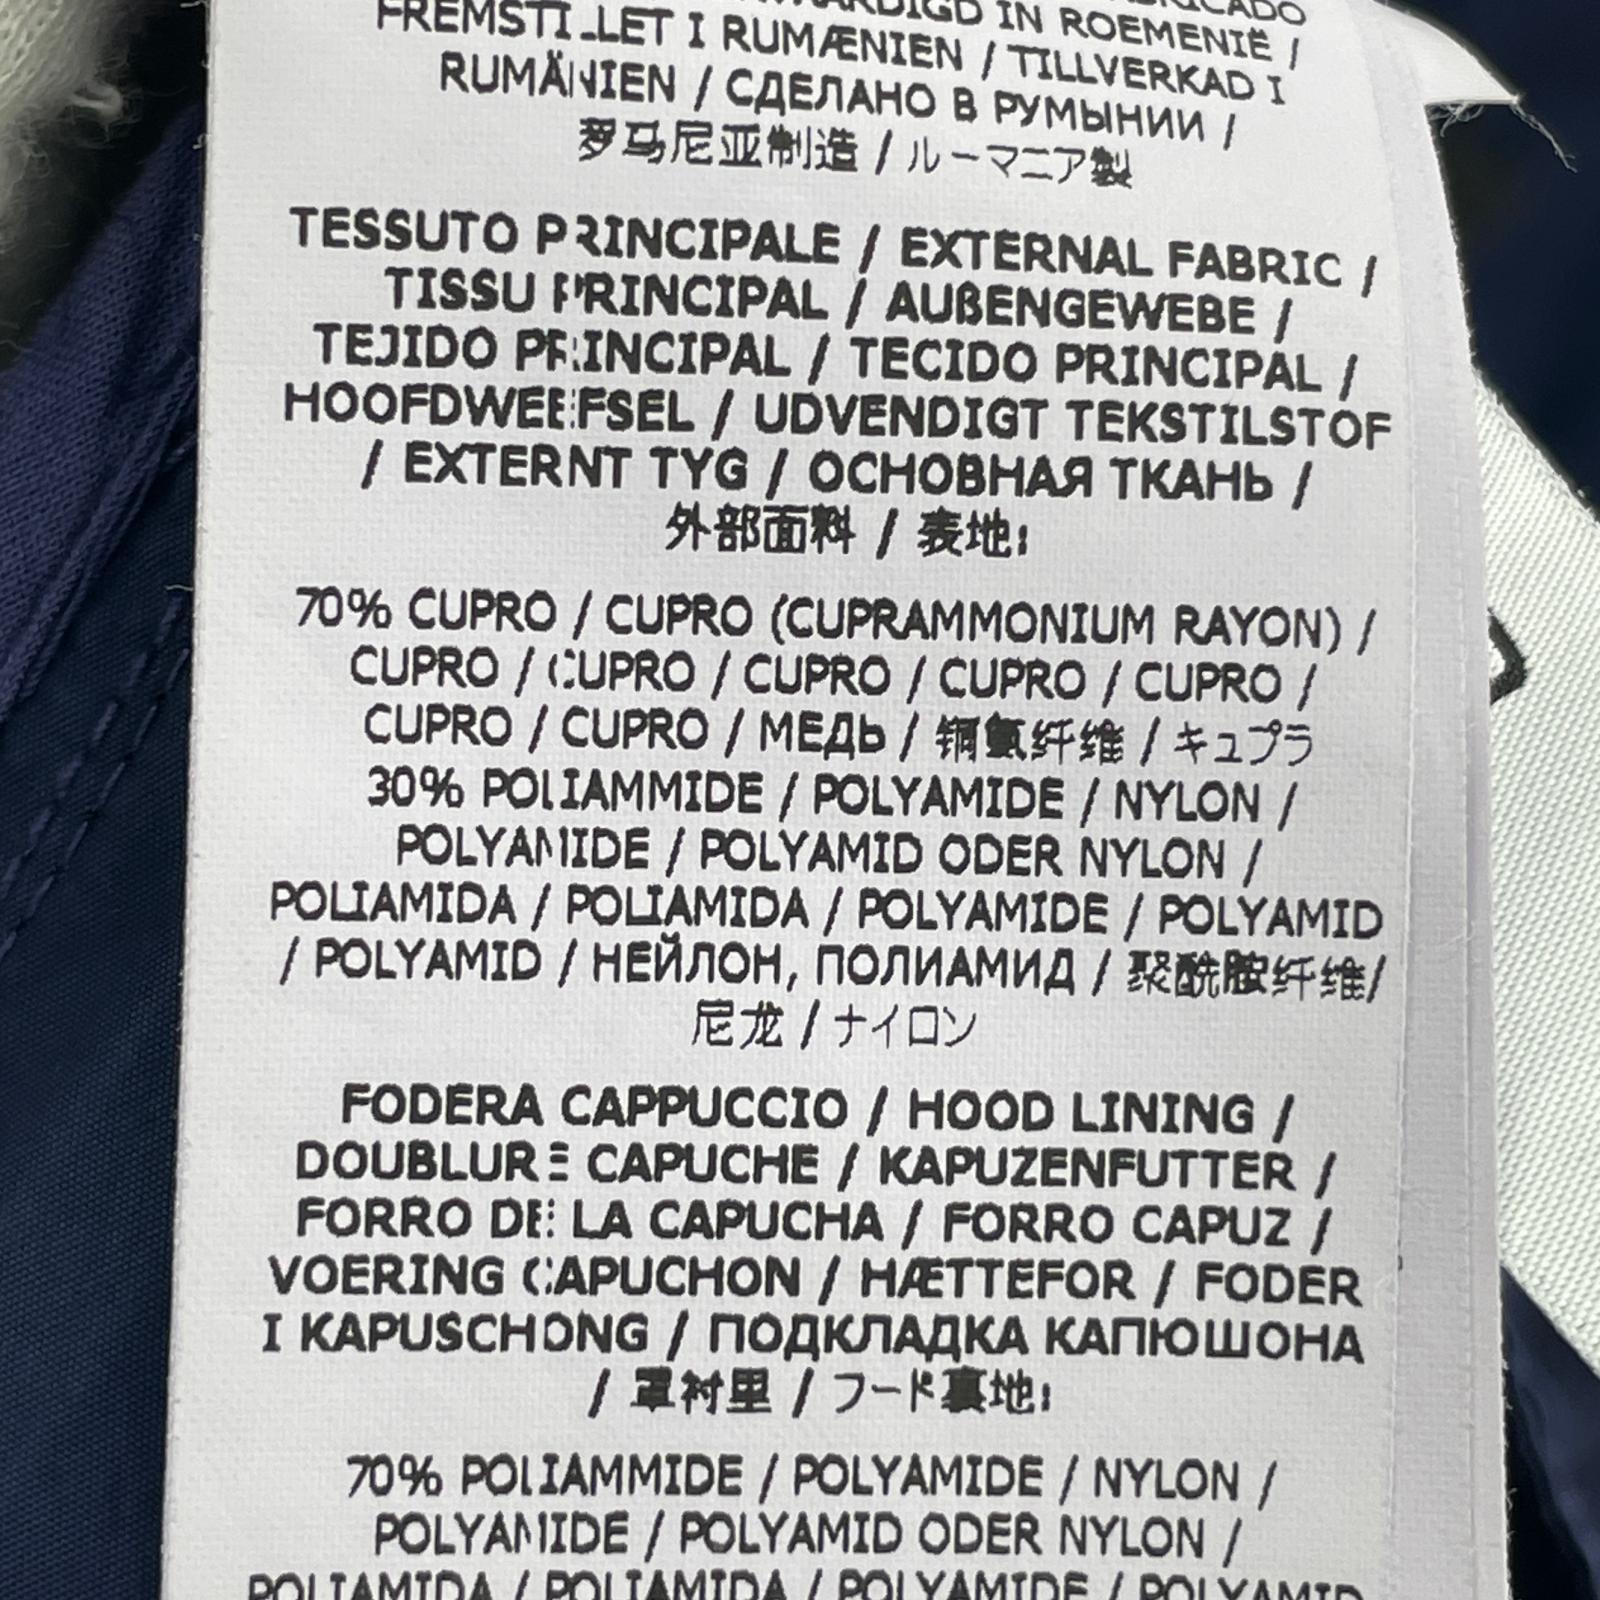 IN ROEMENIË /
FREMSTILLET I RUMÆNIEN / TILLVERKAD I
RUMÄNIEN / СДЕЛАНО В РУМЫНИИ /
罗马尼亚制造 / ルーマニア製
TESSUTO PRINCIPALE / EXTERNAL FABRIC /
TISSU PRINCIPAL / AUßENGEWEBE /
TEJIDO PRINCIPAL / TECIDO PRINCIPAL /
HOOFDWEEFSEL / UDVENDIGT TEKSTILSTOF
/ EXTERNT TYG / ОСНОВНАЯ ТКАНЬ /
外部面料 / 表地:
70% CUPRO / CUPRO (CUPRAMMONIUM RAYON) /
CUPRO / CUPRO / CUPRO / CUPRO / CUPRO /
CUPRO / CUPRO / МЕДЬ / 铜氨纤维 / キュプラ
30% POLIAMMIDE / POLYAMIDE / NYLON /
POLYAMIDE / POLYAMID ODER NYLON /
POLIAMIDA / POLIAMIDA / POLYAMIDE / POLYAMID
/ POLYAMID / НЕЙЛОН, ПОЛИАМИД / 聚酰胺纤维/
尼龙 / ナイロン
FODERA CAPPUCCIO / HOOD LINING /
DOUBLURE CAPUCHE / KAPUZENFUTTER /
FORRO DE LA CAPUCHA / FORRO CAPUZ /
VOERING CAPUCHON / HÆTTEFOR / FODER
I KAPUSCHONG / ПОДКЛАДКА КАПЮШОНА
/ 罩衬里 / フード裏地:
70% POLIAMMIDE / POLYAMIDE / NYLON /
POLYAMIDE / POLYAMID ODER NYLON /
POLIAMIDA / POLIAMIDA / POLYAMIDE / POLYAMID